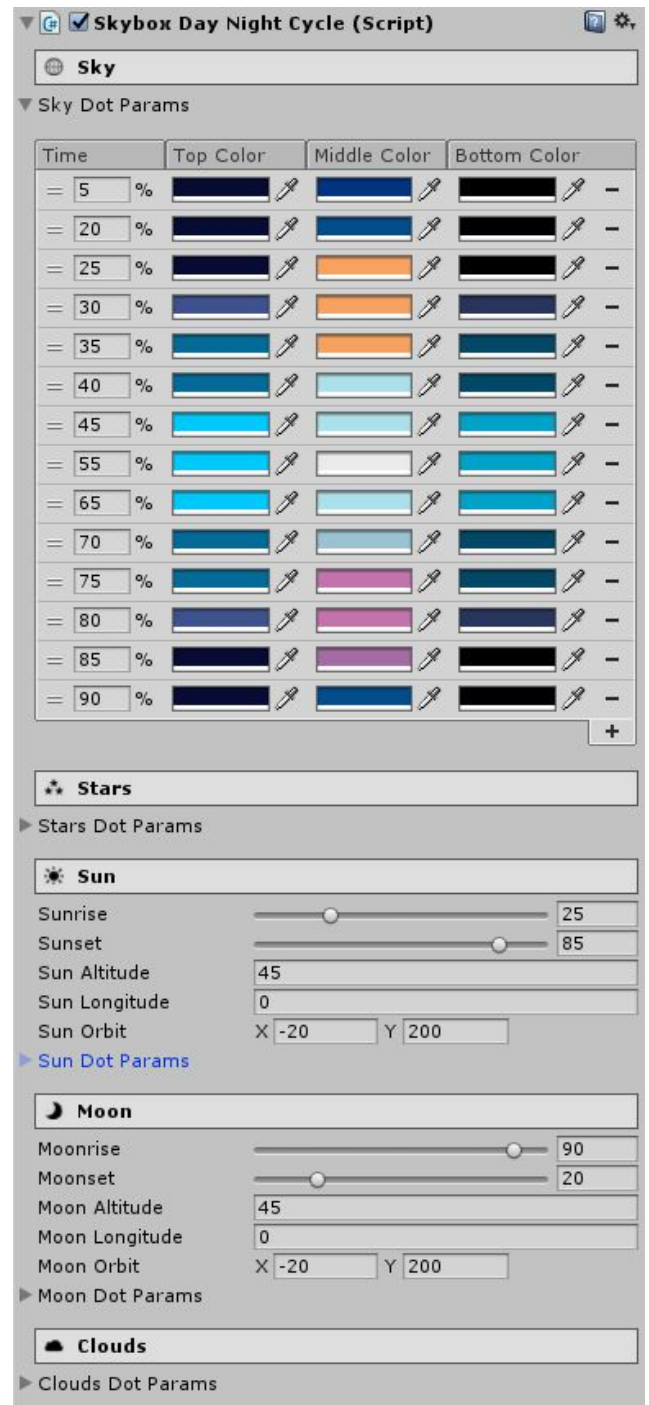 Skybox Day Night Cycle (Script)
Sky
Sky Dot Params
Time Top Color Middle Color Bottom Color
= 5 % −
= 20 % −
= 25 % −
= 30 % −
= 35 % −
= 40 % −
= 45 % −
= 55 % −
= 65 % −
= 70 % −
= 75 % −
= 80 % −
= 85 % −
= 90 % −
+
Stars
Stars Dot Params
Sun
Sunrise 25
Sunset 85
Sun Altitude 45
Sun Longitude 0
Sun Orbit X -20 Y 200
Sun Dot Params
Moon
Moonrise 90
Moonset 20
Moon Altitude 45
Moon Longitude 0
Moon Orbit X -20 Y 200
Moon Dot Params
Clouds
Clouds Dot Params